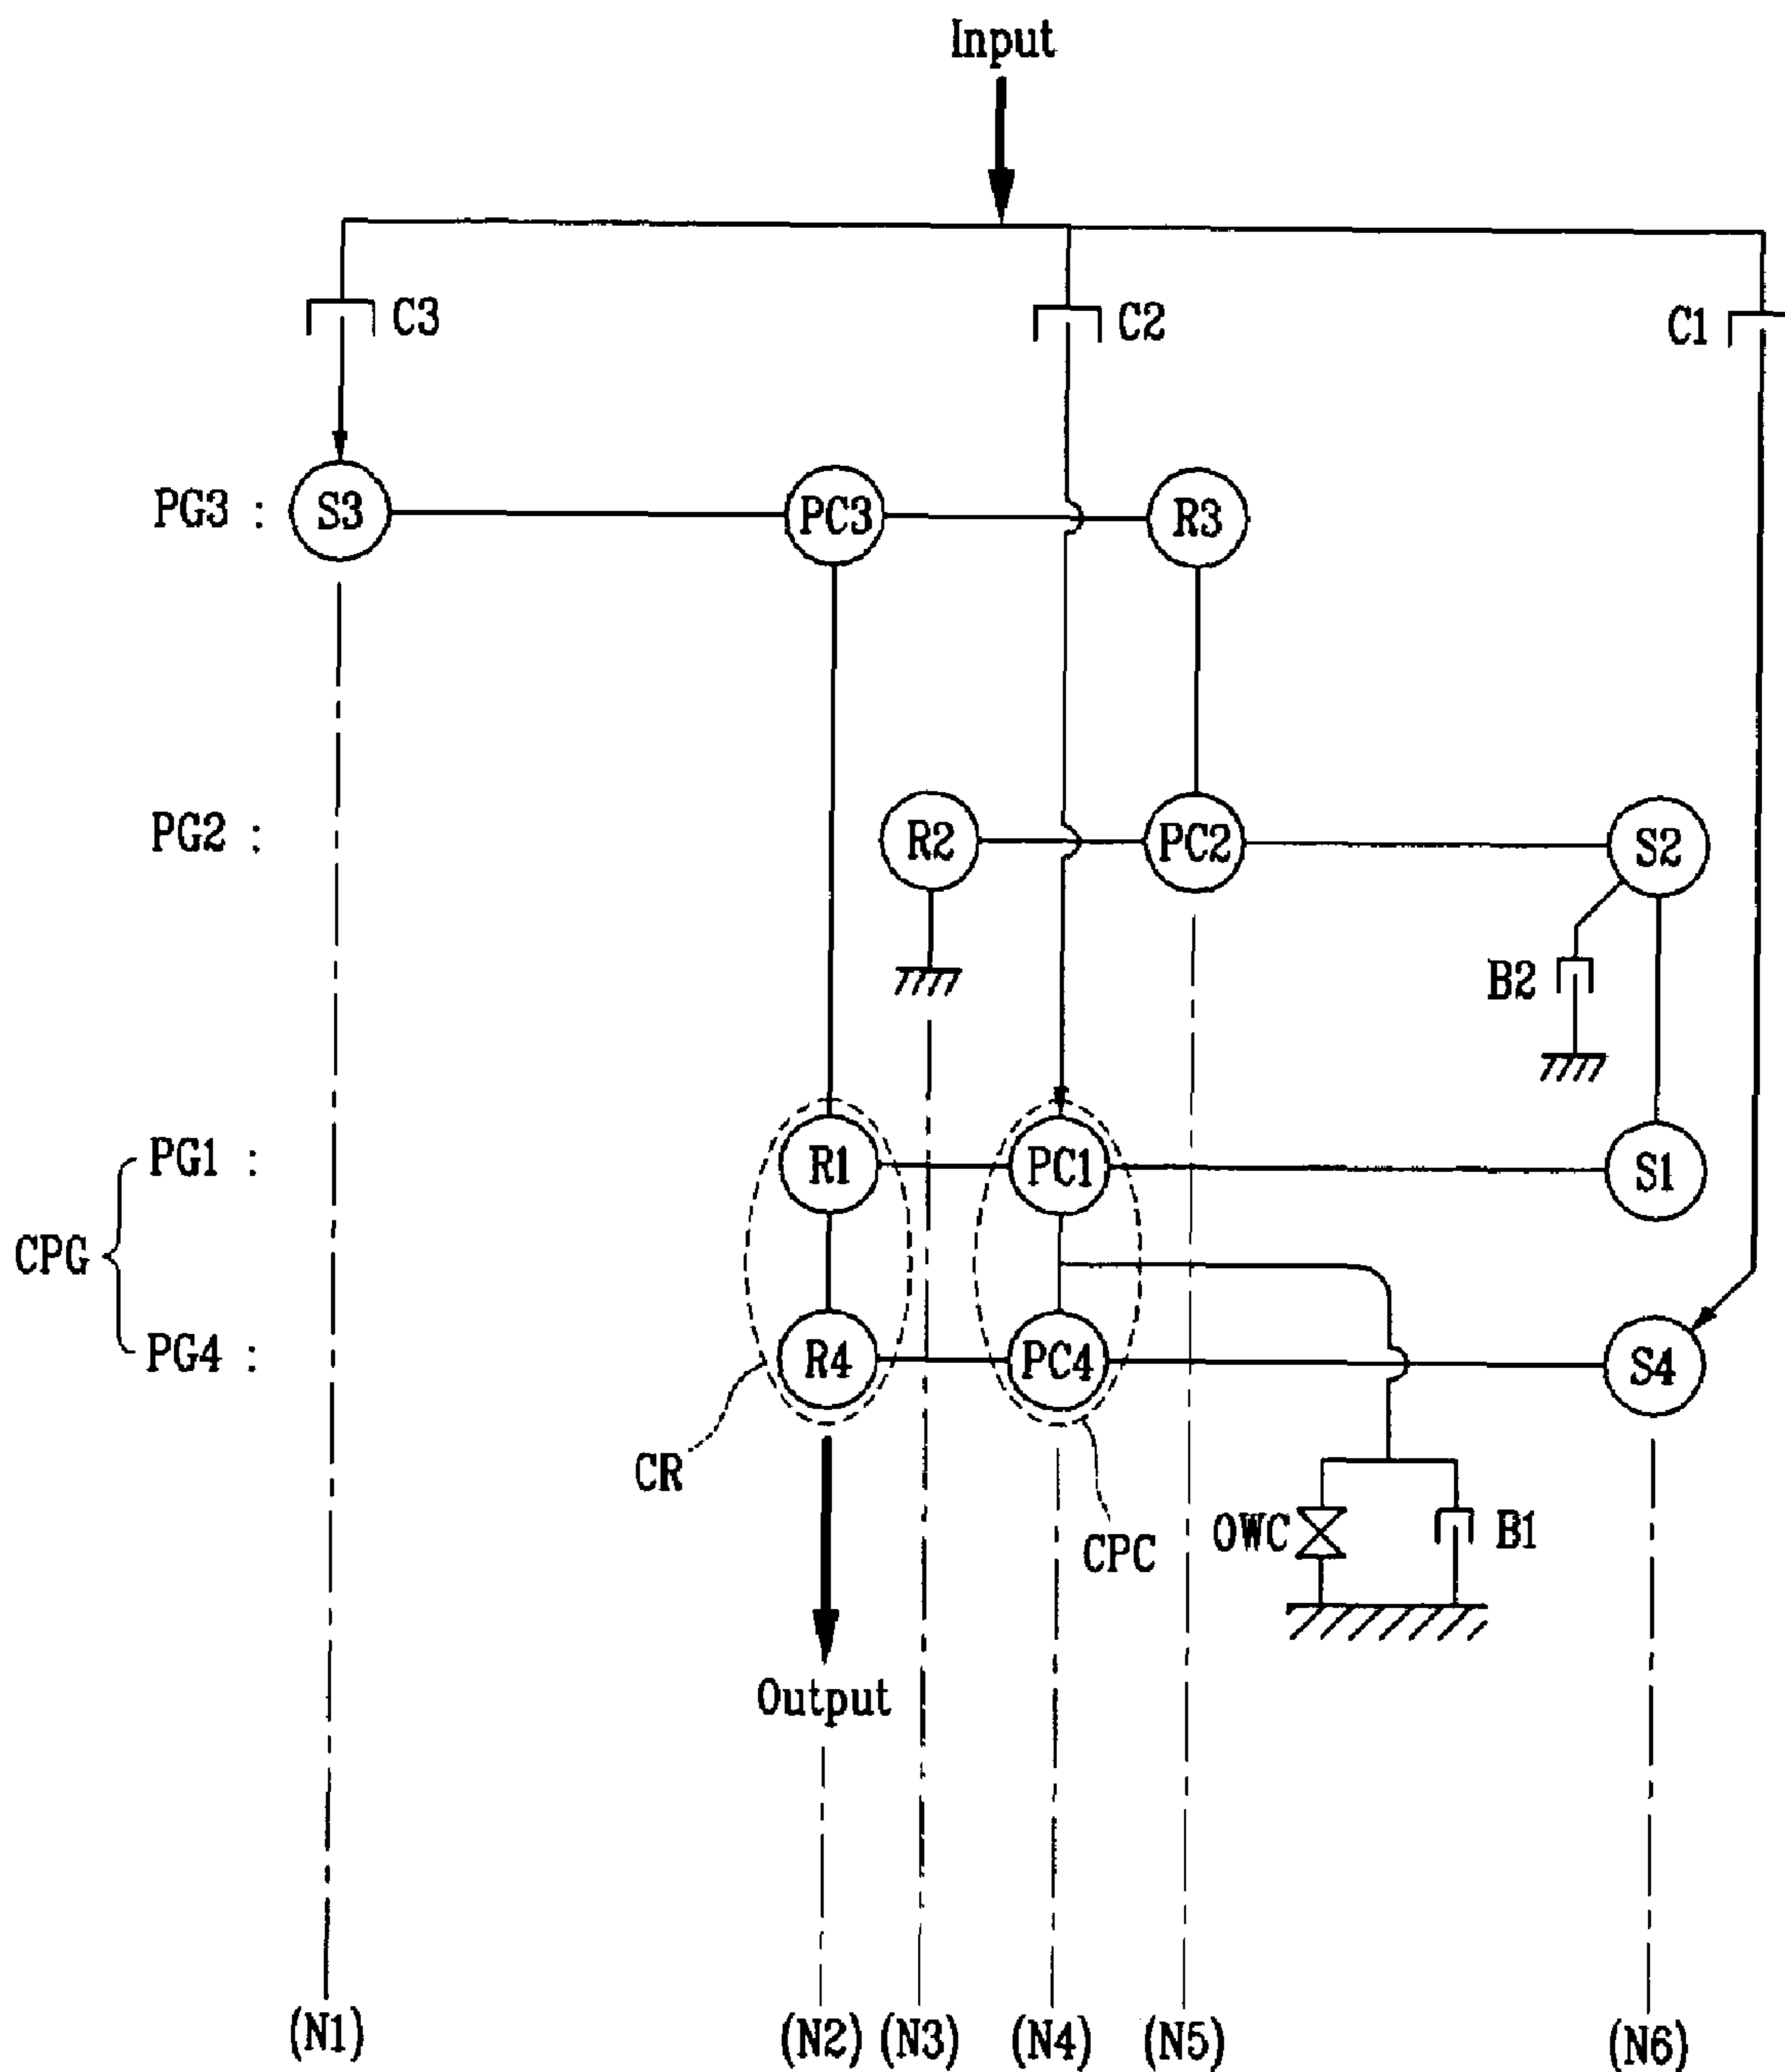 Input
C3
C2
C1
PG3 :
S3
PC3
R3
PG2 :
R2
PC2
S2
B2
PG1 :
R1
PC1
S1
CPG
PG4 :
R4
PC4
S4
CR
CPC
OWC
B1
Output
(N1)
(N2)
(N3)
(N4)
(N5)
(N6)